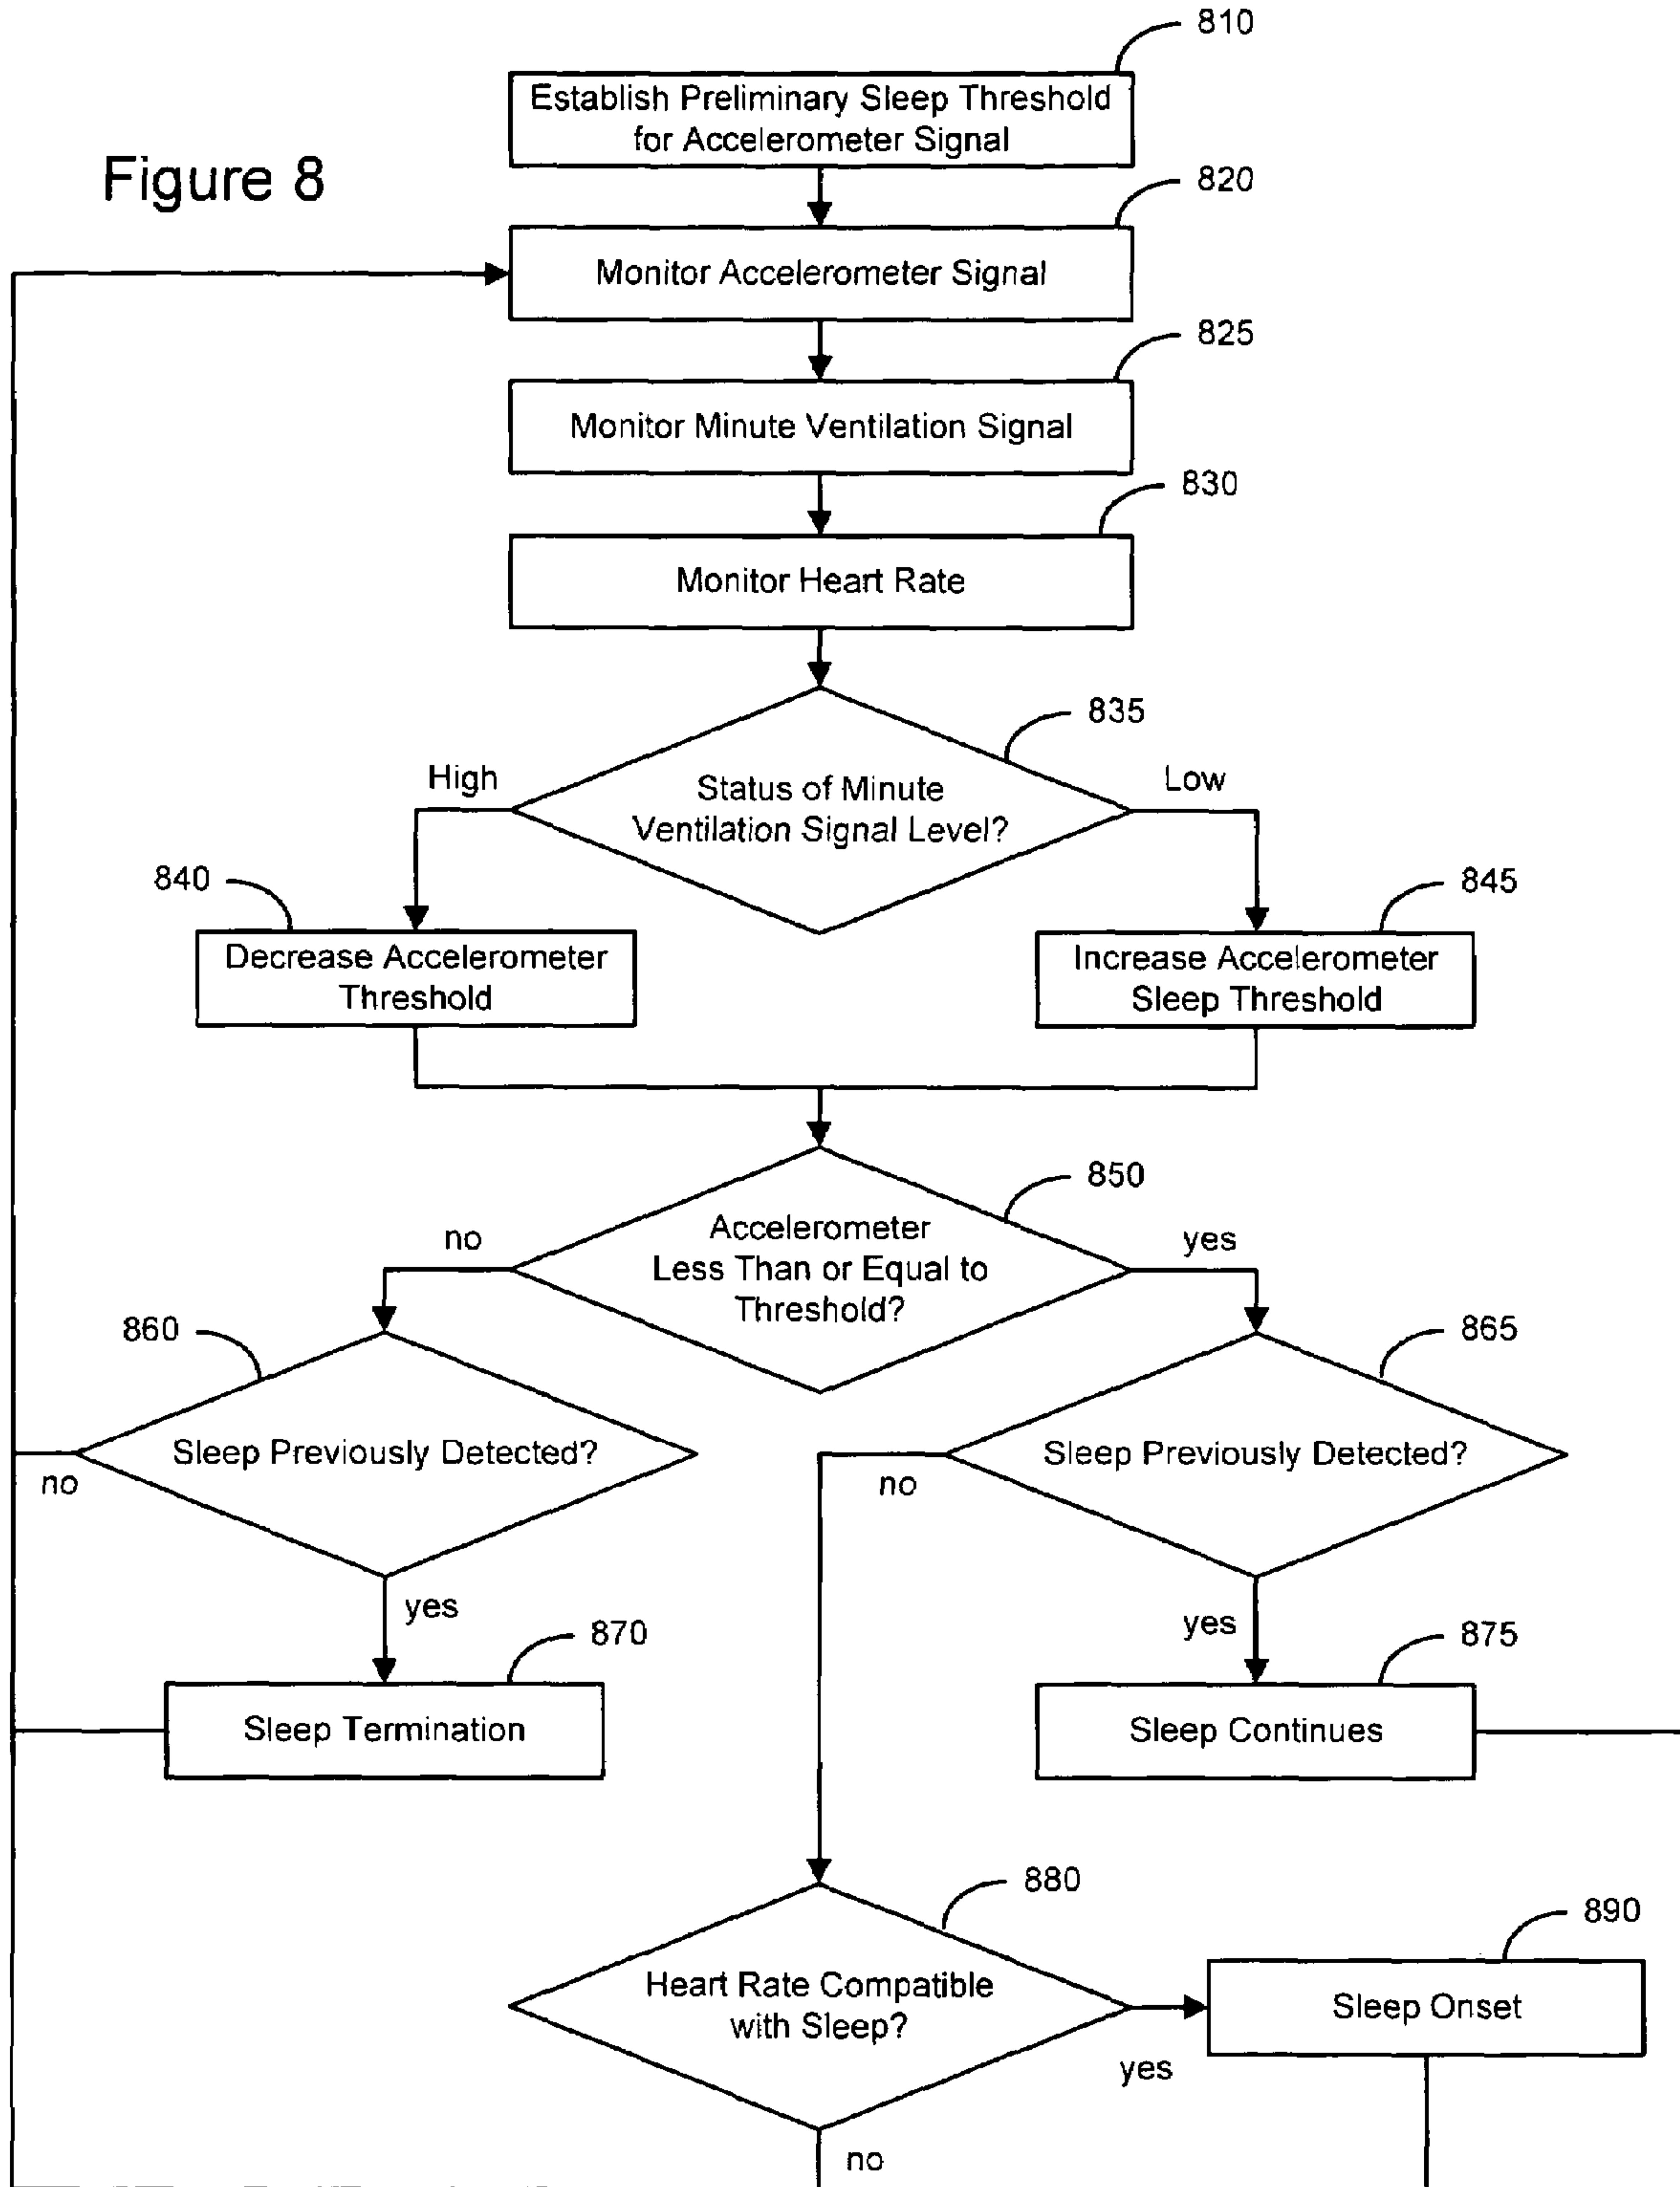 810
Establish Preliminary Sleep Threshold
for Accelerometer Signal
Figure 8
820
Monitor Accelerometer Signal
825
Monitor Minute Ventilation Signal
830
Monitor Heart Rate
835
High
Low
Status of Minute
Ventilation Signal Level?
840
845
Decrease Accelerometer
Threshold
Increase Accelerometer
Sleep Threshold
850
no
yes
Accelerometer
Less Than or Equal to
Threshold?
860
865
Sleep Previously Detected?
Sleep Previously Detected?
no
no
yes
yes
870
875
Sleep Termination
Sleep Continues
880
890
Heart Rate Compatible
with Sleep?
Sleep Onset
yes
no